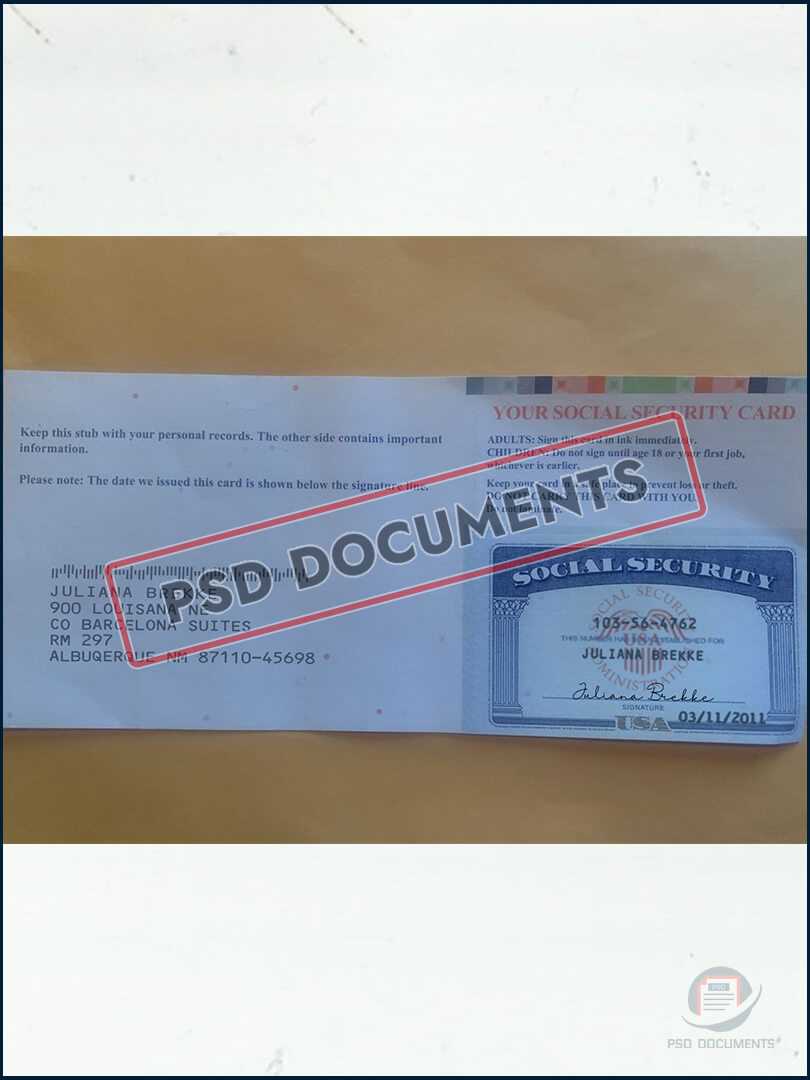 Keep this stub with your personal records. The other side contains important
information.
Please note: The date we issued this card is shown below the signature line.
JULIANA BREKKE
900 LOUISANA NE
CO BARCELONA SUITES
RM 297
ALBUQERQUE NM 87110-45698
YOUR SOCIAL SECURITY CARD
ADULTS: Sign this card in ink immediately.
CHILDREN: Do not sign until age 18 or your first job,
whichever is earlier.
Keep your card in a safe place to prevent loss or theft.
DO NOT CARRY THIS CARD WITH YOU.
Do not laminate.
SOCIAL SECURITY
SOCIAL SECURITY
103-56-4762
THIS NUMBER HAS BEEN ESTABLISHED FOR
USA
JULIANA BREKKE
ADMINISTRATION
Juliana Brekke
SIGNATURE
USA 03/11/2011
PSD DOCUMENTS
PSD
PSD DOCUMENTS